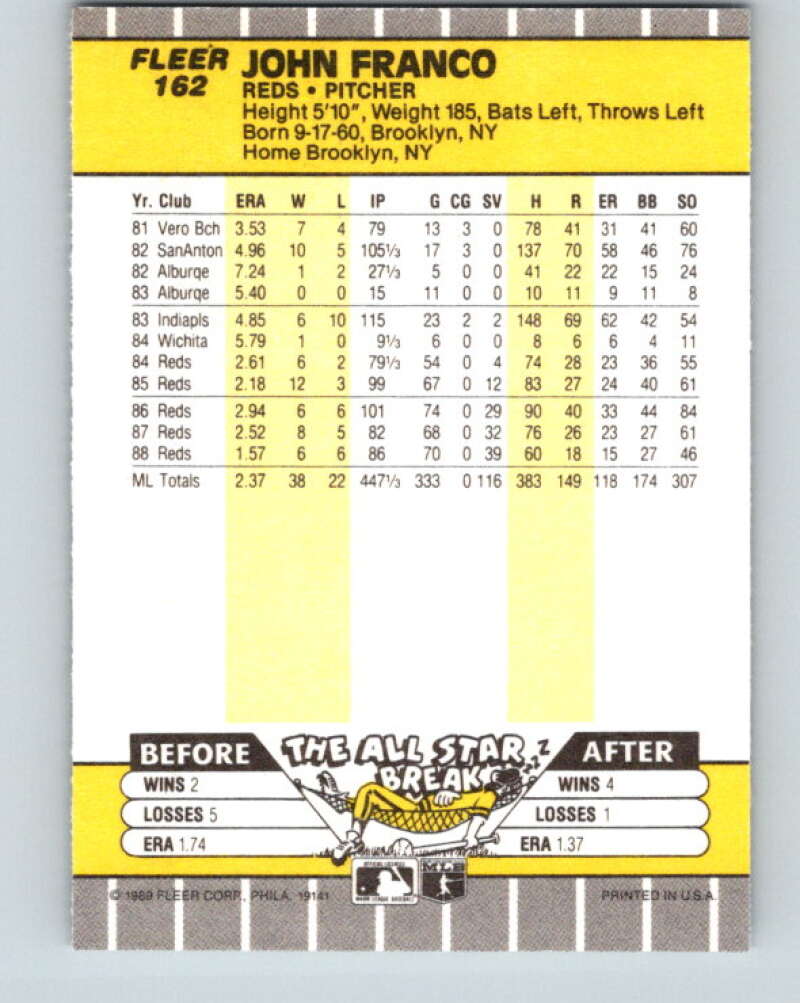 FLEER
162
JOHN FRANCO
REDS • PITCHER
Height 5'10", Weight 185, Bats Left, Throws Left
Born 9-17-60, Brooklyn, NY
Home Brooklyn, NY
Yr. Club ERA W L IP G CG SV H R ER BB SO
81 Vero Bch 3.53 7 4 79 13 3 0 78 41 31 41 60
82 SanAnton 4.96 10 5 105⅓ 17 3 0 137 70 58 46 76
82 Alburqe 7.24 1 2 27⅓ 5 0 0 41 22 22 15 24
83 Alburqe 5.40 0 0 15 11 0 0 10 11 9 11 8
83 Indiapls 4.85 6 10 115 23 2 2 148 69 62 42 54
84 Wichita 5.79 1 0 9⅓ 6 0 0 8 6 6 4 11
84 Reds 2.61 6 2 79⅓ 54 0 4 74 28 23 36 55
85 Reds 2.18 12 3 99 67 0 12 83 27 24 40 61
86 Reds 2.94 6 6 101 74 0 29 90 40 33 44 84
87 Reds 2.52 8 5 82 68 0 32 76 26 23 27 61
88 Reds 1.57 6 6 86 70 0 39 60 18 15 27 46
ML Totals 2.37 38 22 447⅓ 333 0 116 383 149 118 174 307
BEFORE THE ALL STAR BREAK AFTER
zzZ
WINS 2 WINS 4
LOSSES 5 LOSSES 1
ERA 1.74 ERA 1.37
MLB
© 1989 FLEER CORP., PHILA. 19141 PRINTED IN U.S.A.